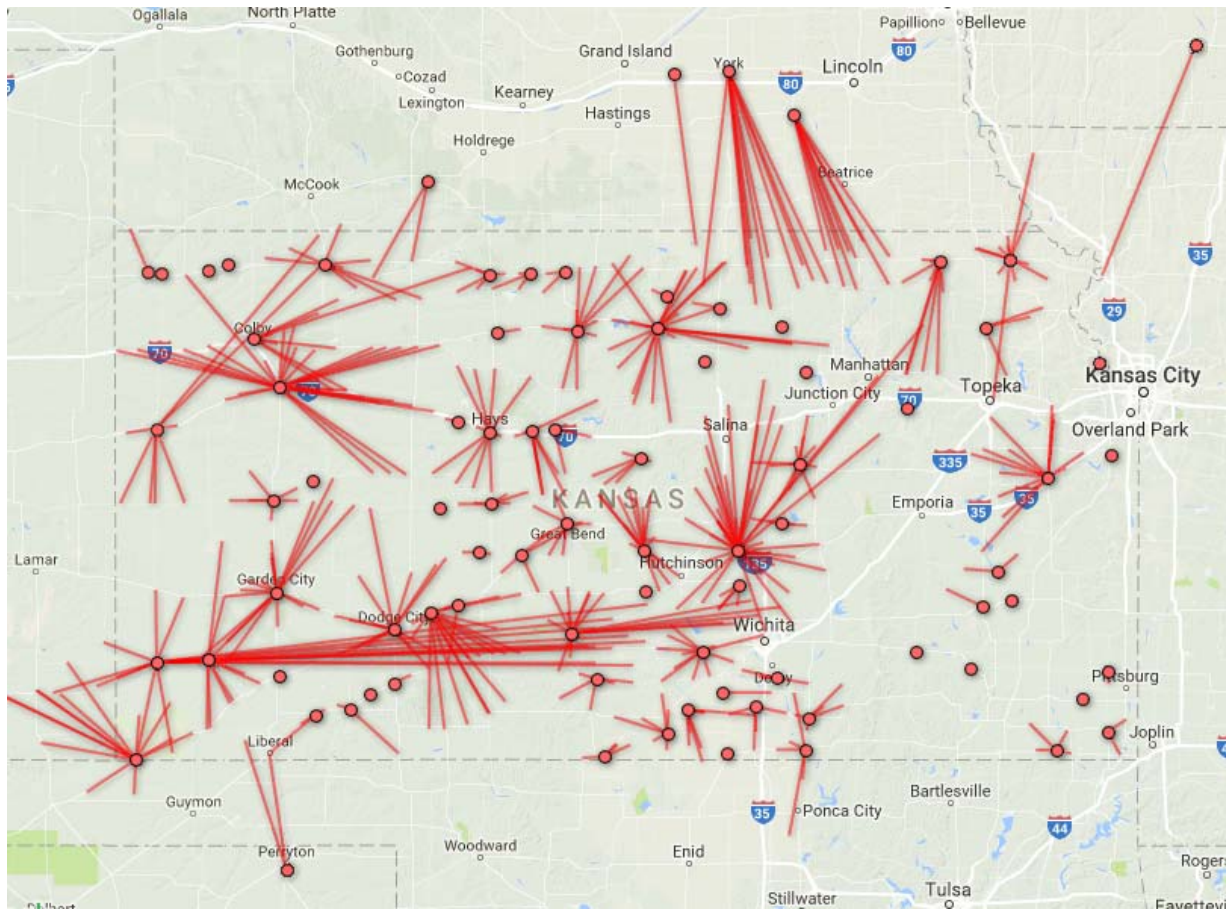 Ogallala
North Platte
Gothenburg
Cozad
Lexington
Kearney
Grand Island
York
Lincoln
Papillion
Bellevue
80
80
Hastings
Holdrege
McCook
Beatrice
35
29
Colby
70
Manhattan
Junction City
70
Topeka
Kansas City
Overland Park
Hays
70
Salina
335
35
35
Emporia
KANSAS
Great Bend
Hutchinson
135
Lamar
Garden City
Dodge City
Wichita
Derby
Pittsburg
Joplin
Liberal
Guymon
Perryton
Woodward
Enid
35
Ponca City
Bartlesville
44
Stillwater
Tulsa
Rogers
Fayettevil